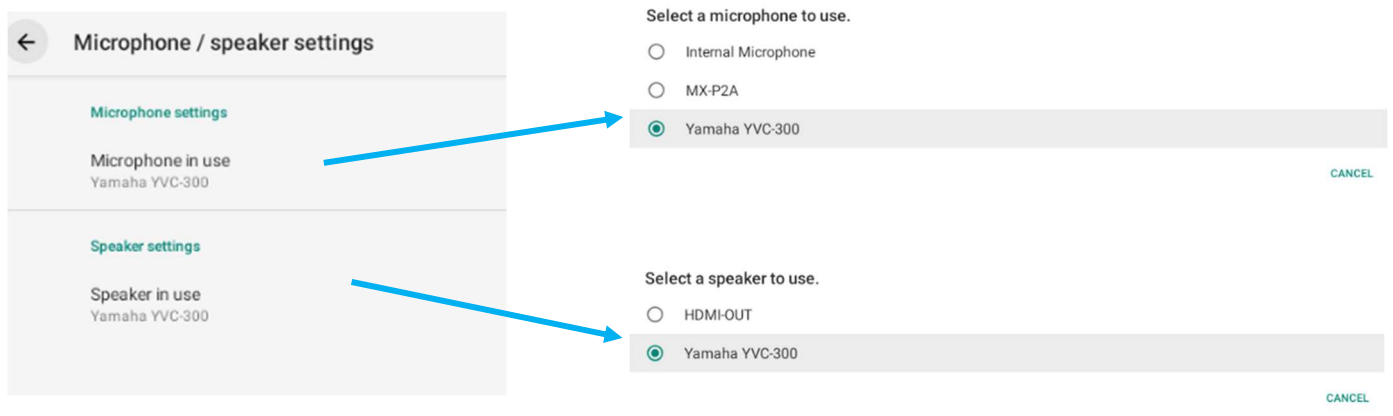 Microphone / speaker settings
Microphone settings
Microphone in use
Yamaha YVC-300
Speaker settings
Speaker in use
Yamaha YVC-300
Select a microphone to use.
Internal Microphone
MX-P2A
Yamaha YVC-300
CANCEL
Select a speaker to use.
HDMI-OUT
Yamaha YVC-300
CANCEL